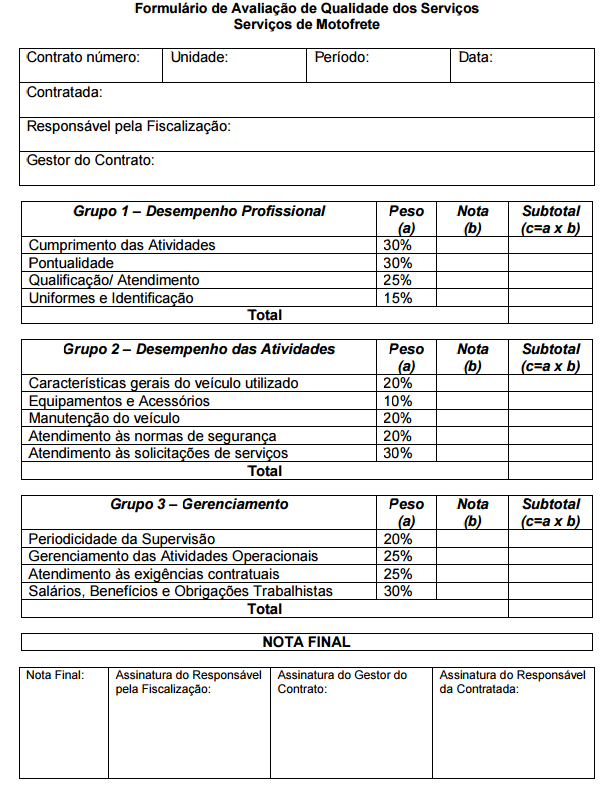 Formulário de Avaliação de Qualidade dos Serviços
Serviços de Motofrete
Contrato número: Unidade: Período: Data:
Contratada:
Responsável pela Fiscalização:
Gestor do Contrato:
Grupo 1 – Desempenho Profissional Peso (a) Nota (b) Subtotal (c=a x b)
Cumprimento das Atividades 30%
Pontualidade 30%
Qualificação/ Atendimento 25%
Uniformes e Identificação 15%
Total
Grupo 2 – Desempenho das Atividades Peso (a) Nota (b) Subtotal (c=a x b)
Características gerais do veículo utilizado 20%
Equipamentos e Acessórios 10%
Manutenção do veículo 20%
Atendimento às normas de segurança 20%
Atendimento às solicitações de serviços 30%
Total
Grupo 3 – Gerenciamento Peso (a) Nota (b) Subtotal (c=a x b)
Periodicidade da Supervisão 20%
Gerenciamento das Atividades Operacionais 25%
Atendimento às exigências contratuais 25%
Salários, Benefícios e Obrigações Trabalhistas 30%
Total
NOTA FINAL
Nota Final: Assinatura do Responsável pela Fiscalização: Assinatura do Gestor do Contrato: Assinatura do Responsável da Contratada: